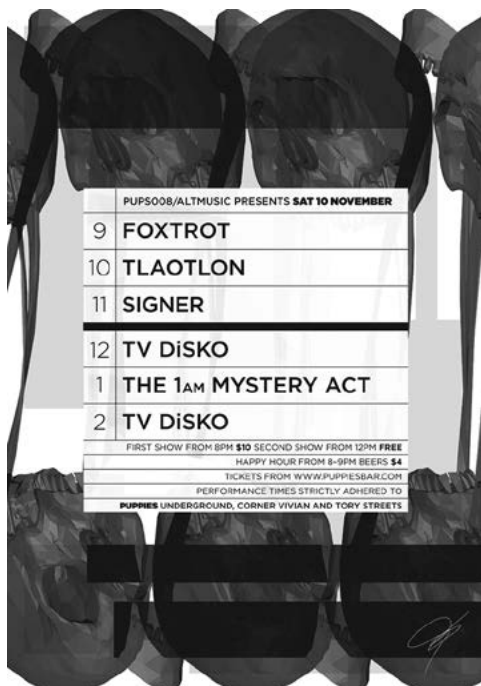 PUPS008/ALTMUSIC PRESENTS SAT 10 NOVEMBER
9 FOXTROT
10 TLAOTLON
11 SIGNER
12 TV DiSKO
1 THE 1AM MYSTERY ACT
2 TV DiSKO
FIRST SHOW FROM 8PM $10 SECOND SHOW FROM 12PM FREE
HAPPY HOUR FROM 8-9PM BEERS $4
TICKETS FROM WWW.PUPPIESBAR.COM
PERFORMANCE TIMES STRICTLY ADHERED TO
PUPPIES UNDERGROUND, CORNER VIVIAN AND TORY STREETS